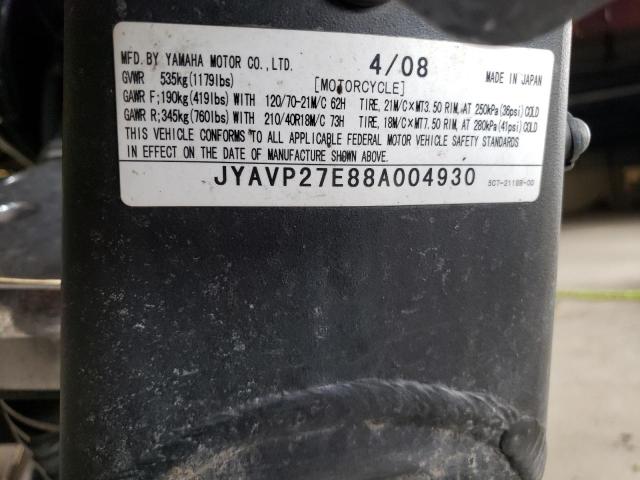 MFD. BY YAMAHA MOTOR CO., LTD. 4/08 MADE IN JAPAN
GVWR 535kg(1179lbs) [MOTORCYCLE]
GAWR F;190kg(419lbs) WITH 120/70-21M/C 62H TIRE, 21M/C×MT3.50 RIM, AT 250kPa(36psi)COLD
GAWR R;345kg(760lbs) WITH 210/40R18M/C 73H TIRE, 18M/C×MT7.50 RIM, AT 280kPa(41psi)COLD
THIS VEHICLE CONFORMS TO ALL APPLICABLE FEDERAL MOTOR VEHICLE SAFETY STANDARDS
IN EFFECT ON THE DATE OF MANUFACTURE SHOWN ABOVE.
JYAVP27E88A004930 5C7-2118B-00